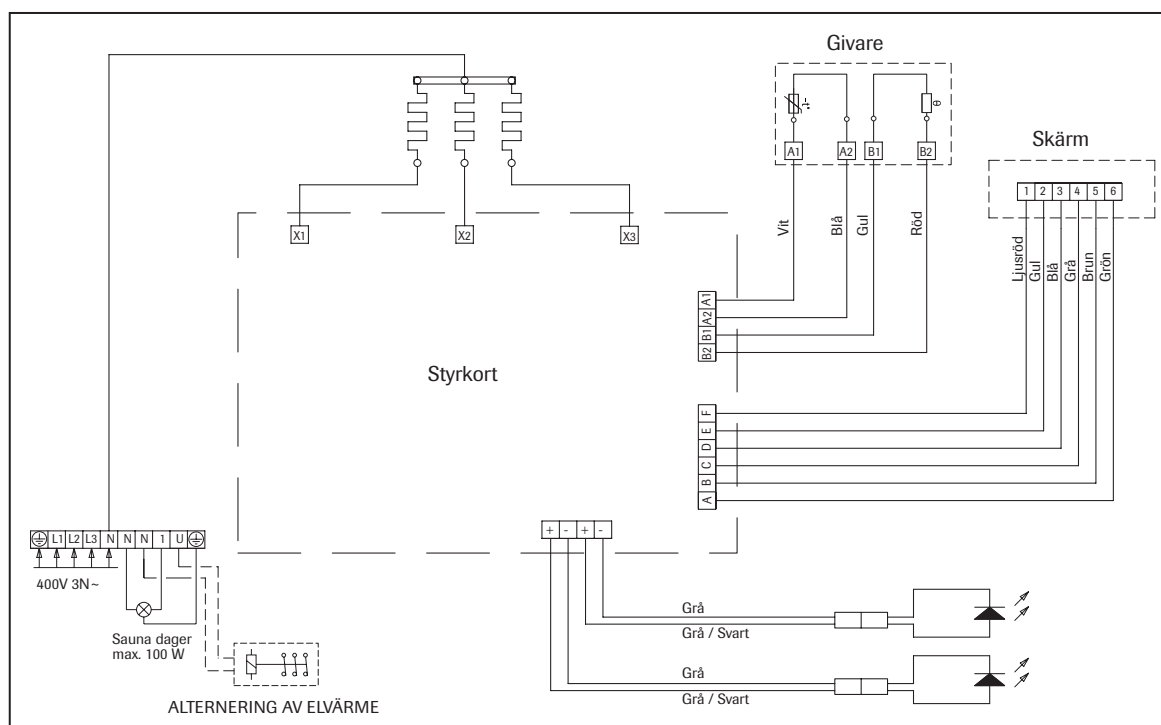 Givare
-t°
θ
A1 A2 B1 B2
Skärm
1 2 3 4 5 6
Vit
Blå
Gul
Röd
Ljusröd
Gul
Blå
Grå
Brun
Grön
X1 X2 X3
A1
A2
B1
B2
Styrkort
F
E
D
C
B
A
+ - + -
L1 L2 L3 N N N 1 U
400V 3N~
Sauna dager
max. 100 W
ALTERNERING AV ELVÄRME
Grå
Grå / Svart
Grå
Grå / Svart